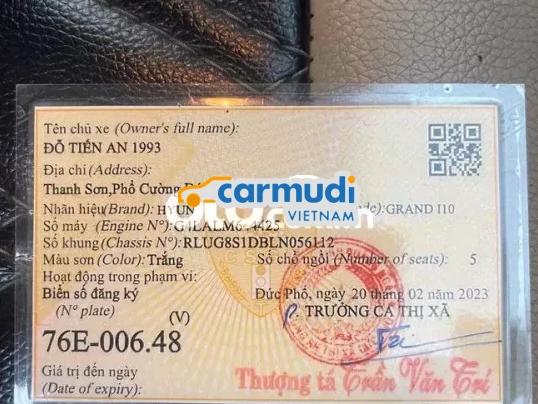 Tên chủ xe (Owner's full name):
ĐỖ TIẾN AN 1993
Địa chỉ (Address):
Thanh Sơn,Phổ Cường
carmudi
VIETNAM
Nhãn hiệu(Brand): HYUN GRAND I10
Số máy (Engine N°):
Số khung (Chassis N°):RLUG8S1DBLN056112
Màu sơn (Color): Trắng Số chỗ ngồi (Number of seats): 5
Hoạt động trong phạm vi:
Biển số đăng ký Đức Phổ, ngày 20 tháng 02 năm 2023
(N° plate) P. TRƯỞNG CA THỊ XÃ
(V)
76E-006.48
Giá trị đến ngày Thượng tá Trần Văn Trí
(Date of expiry):